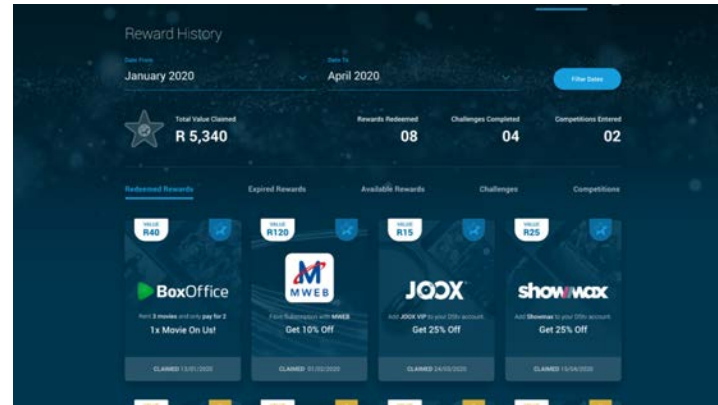 Reward History
Date From
Date To
January 2020
April 2020
Filter Dates
Total Value Claimed
Rewards Redeemed
Challenges Completed
Competitions Entered
R 5,340
08
04
02
Redeemed Rewards
Expired Rewards
Available Rewards
Challenges
Competitions
VALUE
R40
VALUE
R120
VALUE
R15
VALUE
R25
BoxOffice
MWEB
JOOX
showmax
Rent 3 movies and only pay for 2
with MWEB
Add JOOX VIP to your DStv account
Add Showmax to your DStv account
1x Movie On Us!
Get 10% Off
Get 25% Off
Get 25% Off
CLAIMED 13/01/2020
CLAIMED 01/02/2020
CLAIMED 24/03/2020
CLAIMED 15/04/2020